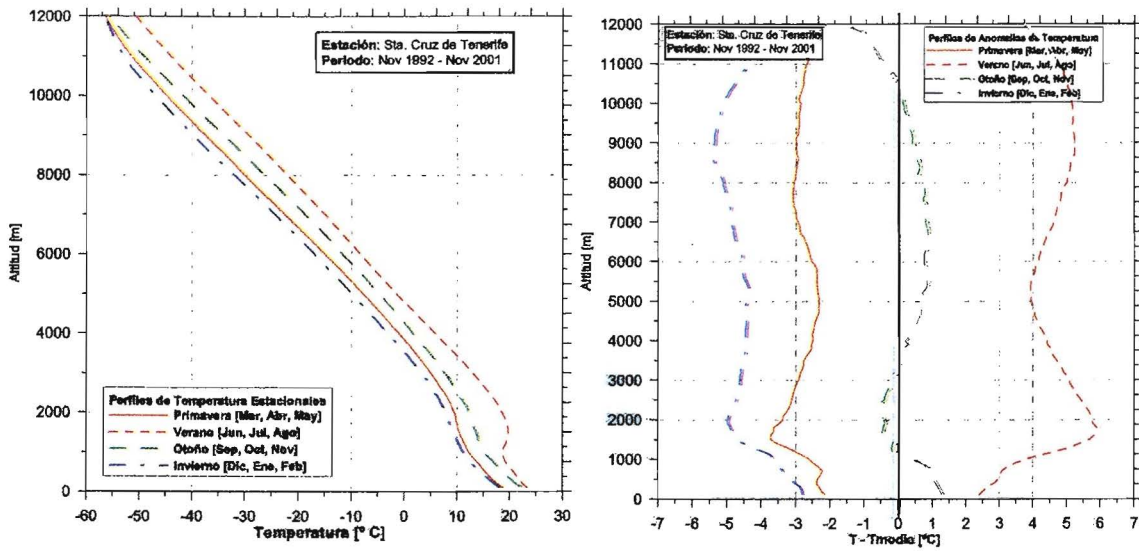 12000
10000
8000
6000
4000
2000
0
Altitud [m]
Estación: Sta. Cruz de Tenerife
Periodo: Nov 1992 - Nov 2001
Perfiles de Temperatura Estacionales
Primavera [Mar, Abr, May]
Verano [Jun, Jul, Ago]
Otoño [Sep, Oct, Nov]
Invierno [Dic, Ene, Feb]
-60 -50 -40 -30 -20 -10 0 10 20 30
Temperatura [º C]
12000
11000
10000
9000
8000
7000
6000
5000
4000
3000
2000
1000
0
Altitud [m]
Estación: Sta. Cruz de Tenerife
Periodo: Nov 1992 - Nov 2001
Perfiles de Anomalías de Temperatura
Primavera [Mar, Abr, May]
Verano [Jun, Jul, Ago]
Otoño [Sep, Oct, Nov]
Invierno [Dic, Ene, Feb]
-7 -6 -5 -4 -3 -2 -1 0 1 2 3 4 5 6 7
T - Tmedia [ºC]